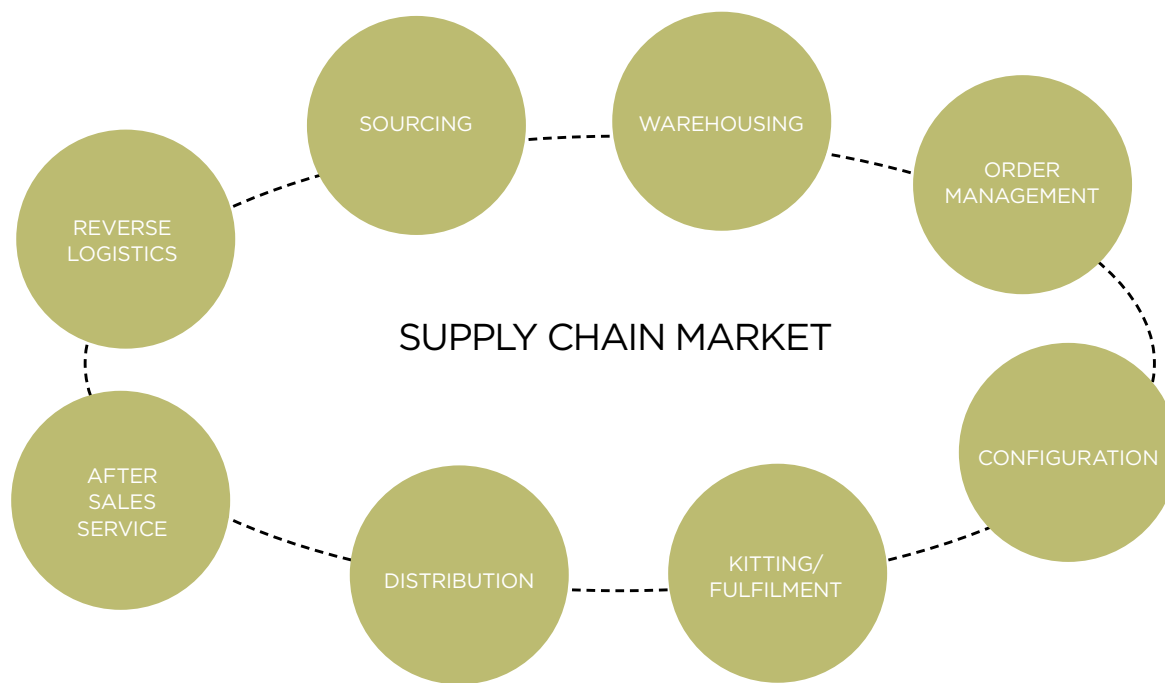 SOURCING
WAREHOUSING
ORDER
MANAGEMENT
REVERSE
LOGISTICS
SUPPLY CHAIN MARKET
CONFIGURATION
AFTER
SALES
SERVICE
DISTRIBUTION
KITTING/
FULFILMENT